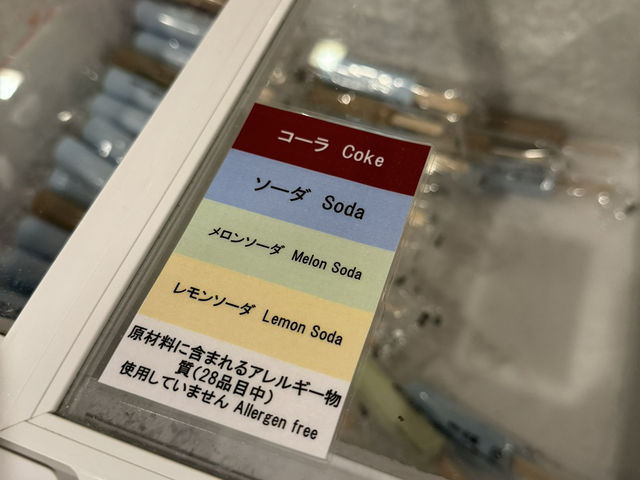 コーラ Coke
ソーダ Soda
メロンソーダ Melon Soda
レモンソーダ Lemon Soda
原材料に含まれるアレルギー物
質(28品目中)
使用していません Allergen free